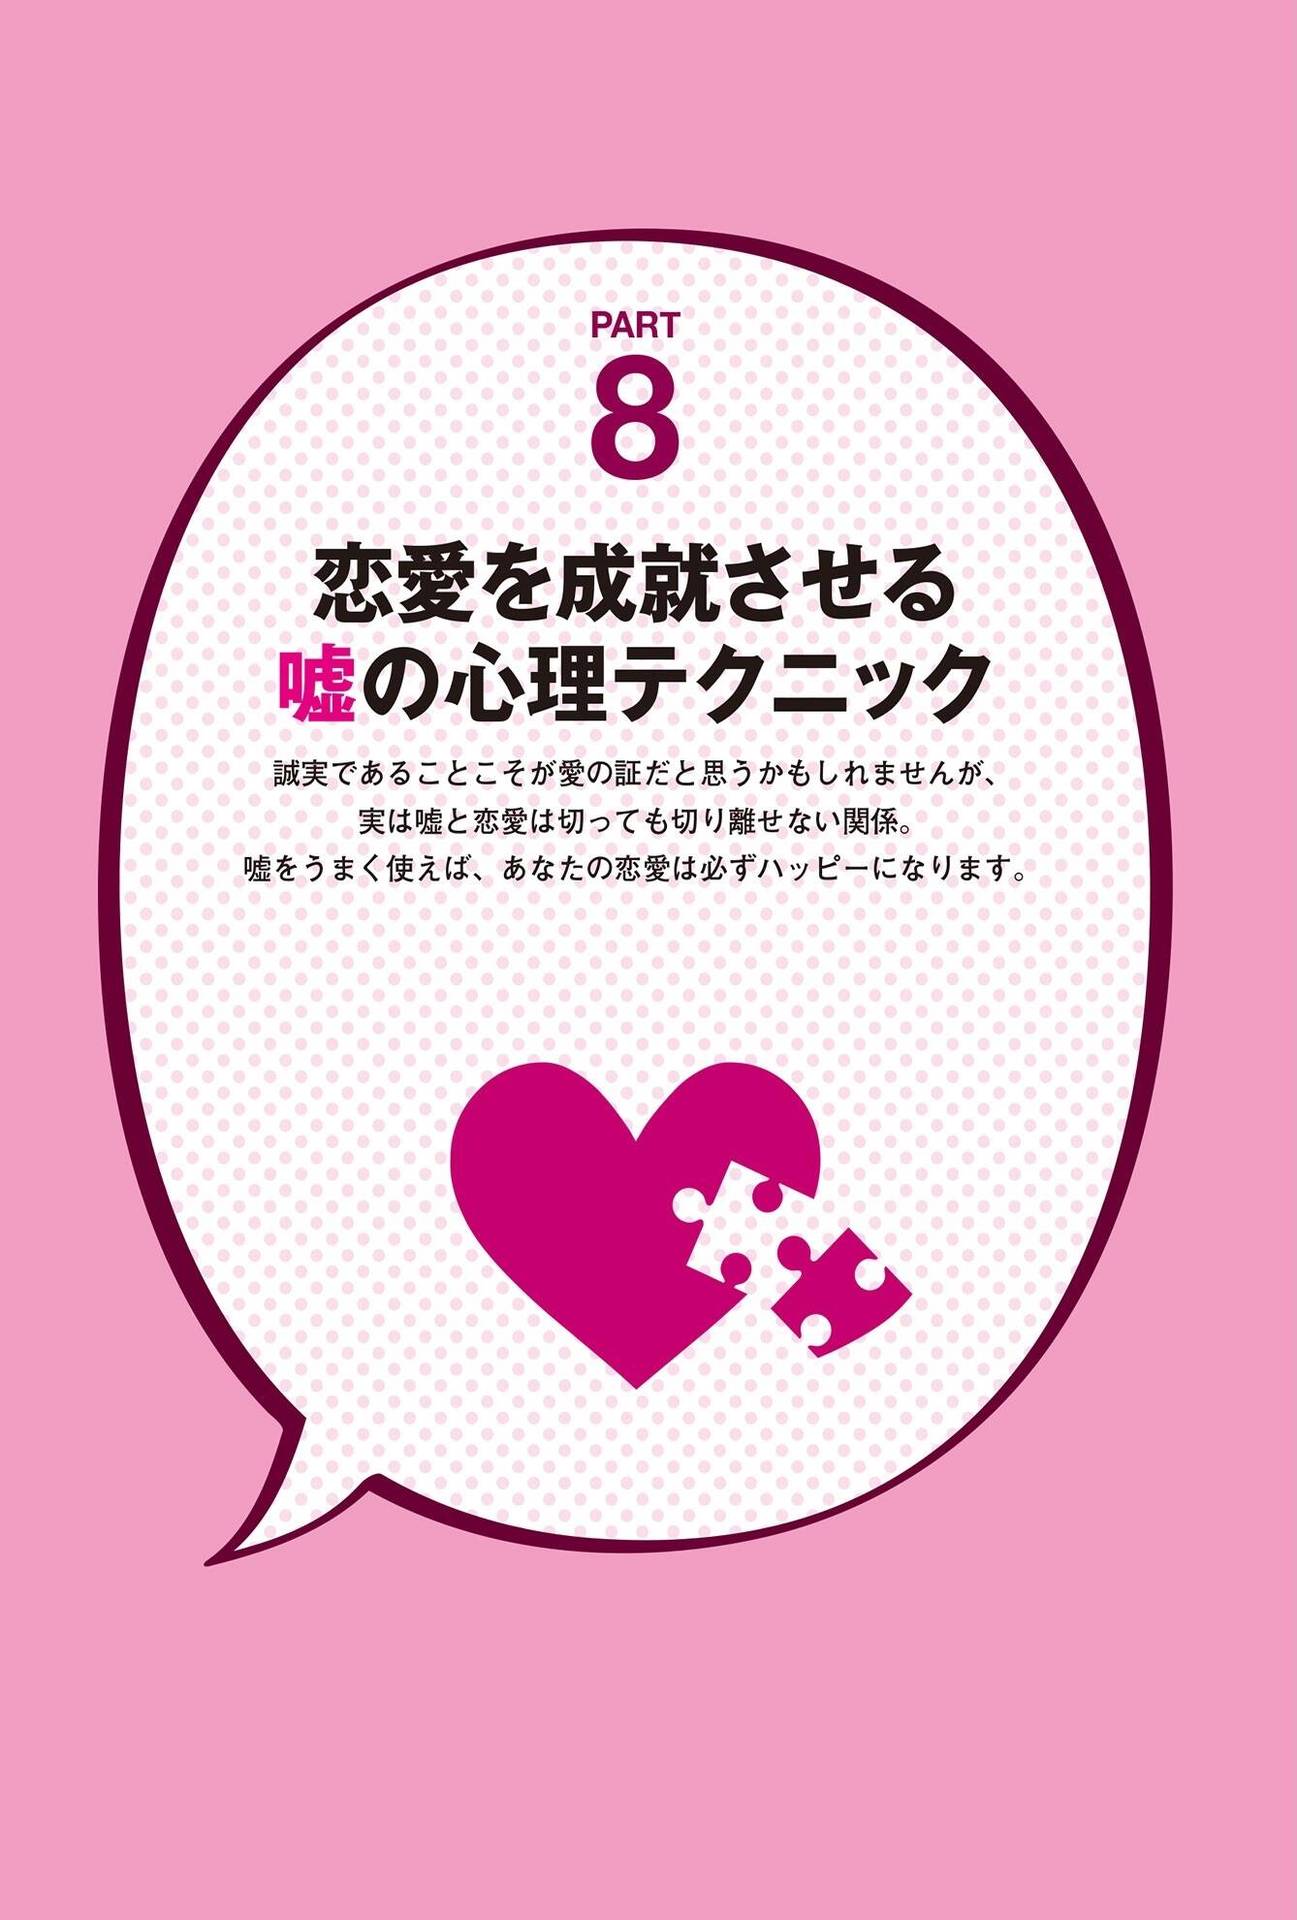 PART
8
恋愛を成就させる
嘘の心理テクニック
誠実であることこそが愛の証だと思うかもしれませんが、
実は嘘と恋愛は切っても切り離せない関係。
嘘をうまく使えば、あなたの恋愛は必ずハッピーになります。